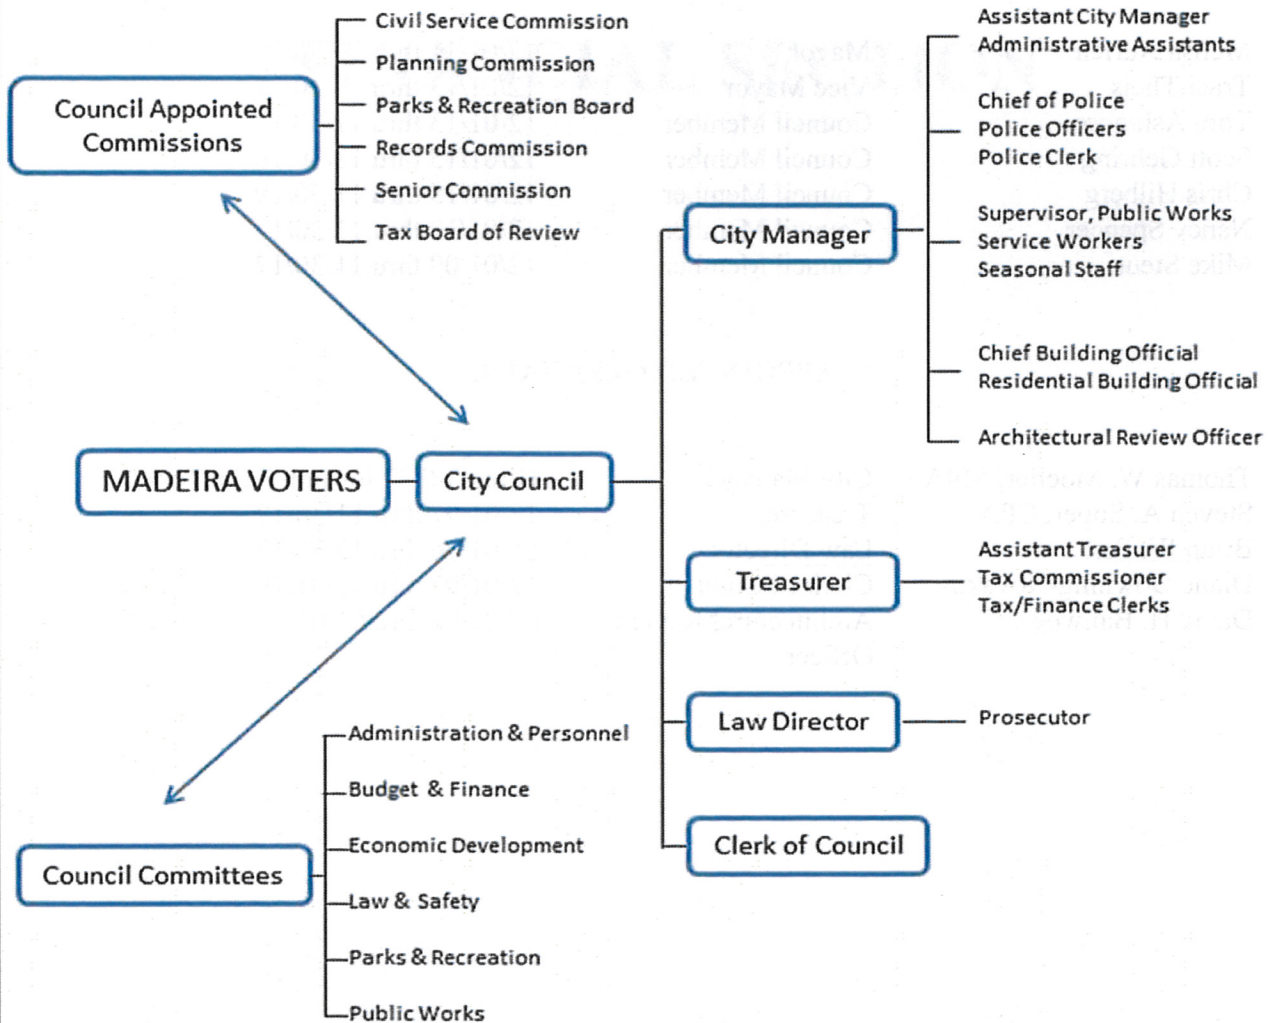 Civil Service Commission
Planning Commission
Parks & Recreation Board
Records Commission
Senior Commission
Tax Board of Review
Council Appointed
Commissions
Assistant City Manager
Administrative Assistants
Chief of Police
Police Officers
Police Clerk
Supervisor, Public Works
Service Workers
Seasonal Staff
Chief Building Official
Residential Building Official
Architectural Review Officer
City Manager
MADEIRA VOTERS
City Council
Treasurer
Assistant Treasurer
Tax Commissioner
Tax/Finance Clerks
Law Director
Prosecutor
Clerk of Council
Council Committees
Administration & Personnel
Budget & Finance
Economic Development
Law & Safety
Parks & Recreation
Public Works